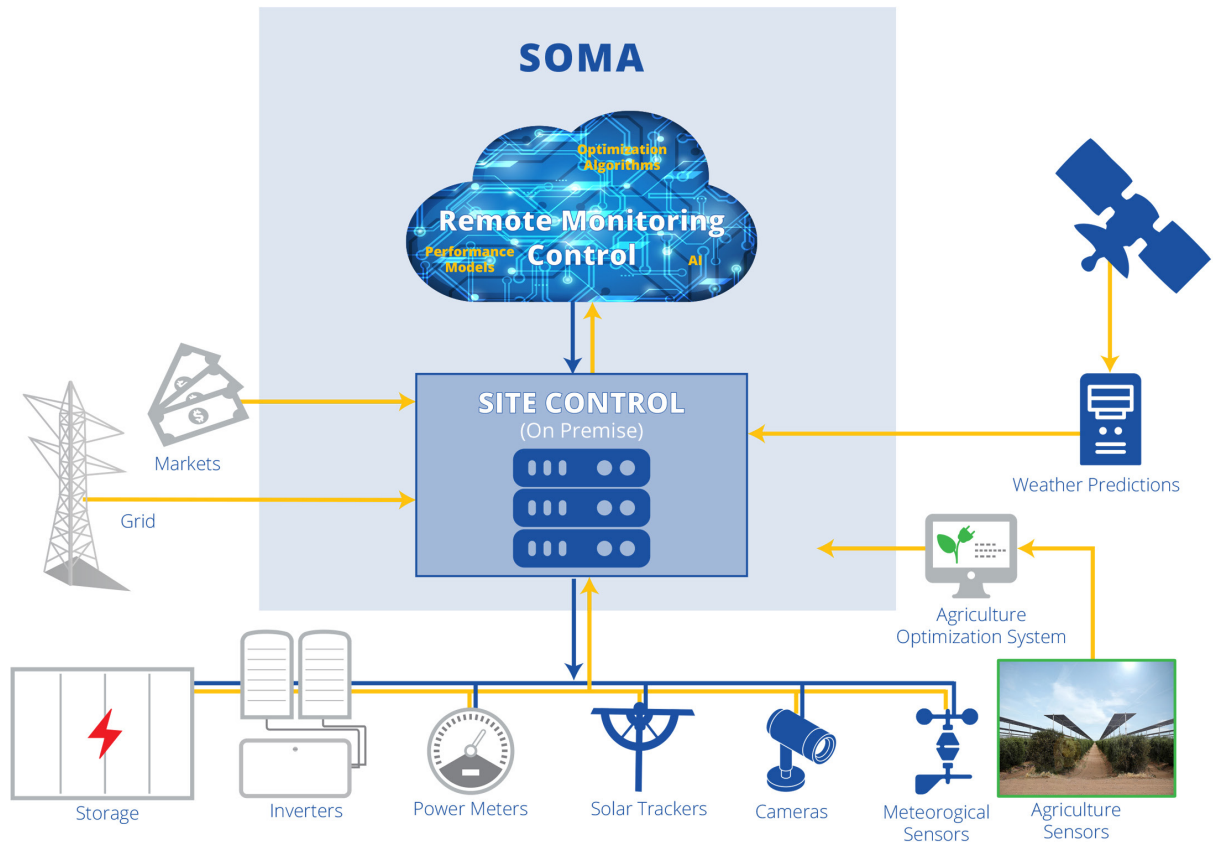 SOMA
Optimization
Algorithms
Remote Monitoring
Control
Performance
Models
AI
SITE CONTROL
(On Premise)
Markets
Grid
Weather Predictions
Agriculture
Optimization System
Storage
Inverters
Power Meters
Solar Trackers
Cameras
Meteorogical
Sensors
Agriculture
Sensors